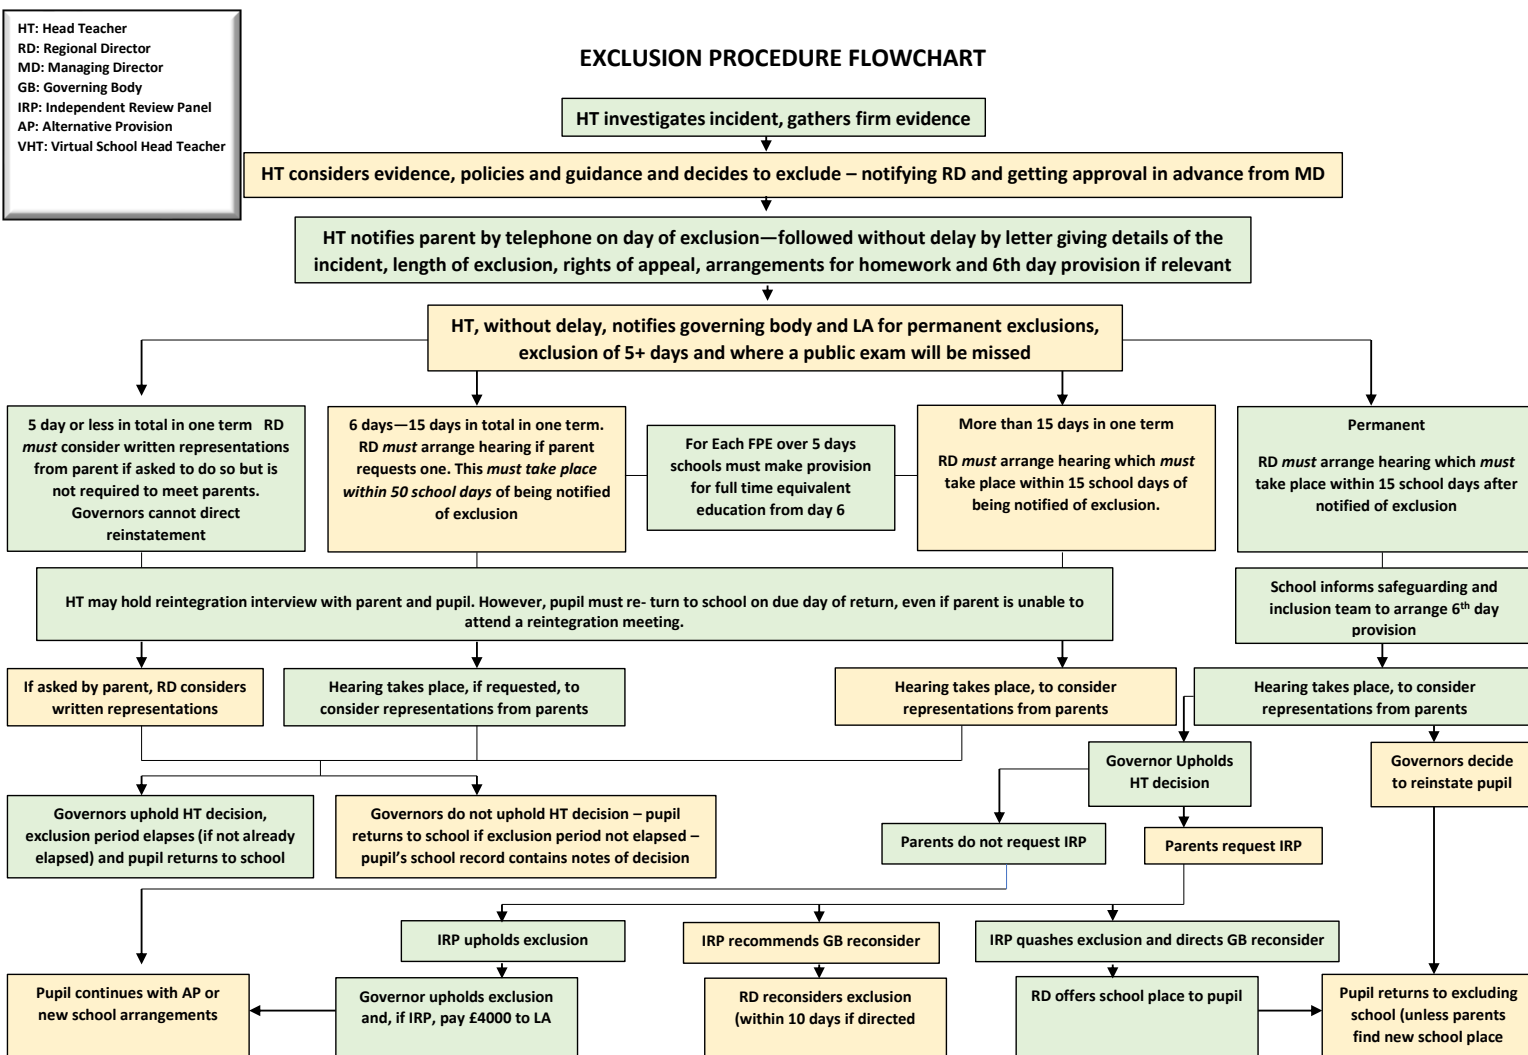 HT: Head Teacher
RD: Regional Director
MD: Managing Director
GB: Governing Body
IRP: Independent Review Panel
AP: Alternative Provision
VHT: Virtual School Head Teacher
EXCLUSION PROCEDURE FLOWCHART
HT investigates incident, gathers firm evidence
HT considers evidence, policies and guidance and decides to exclude – notifying RD and getting approval in advance from MD
HT notifies parent by telephone on day of exclusion—followed without delay by letter giving details of the
incident, length of exclusion, rights of appeal, arrangements for homework and 6th day provision if relevant
HT, without delay, notifies governing body and LA for permanent exclusions,
exclusion of 5+ days and where a public exam will be missed
5 day or less in total in one term RD
must consider written representations
from parent if asked to do so but is
not required to meet parents.
Governors cannot direct
reinstatement
6 days—15 days in total in one term.
RD must arrange hearing if parent
requests one. This must take place
within 50 school days of being notified
of exclusion
For Each FPE over 5 days
schools must make provision
for full time equivalent
education from day 6
More than 15 days in one term
RD must arrange hearing which must
take place within 15 school days of
being notified of exclusion.
Permanent
RD must arrange hearing which must
take place within 15 school days after
notified of exclusion
HT may hold reintegration interview with parent and pupil. However, pupil must re- turn to school on due day of return, even if parent is unable to
attend a reintegration meeting.
School informs safeguarding and
inclusion team to arrange 6th day
provision
If asked by parent, RD considers
written representations
Hearing takes place, if requested, to
consider representations from parents
Hearing takes place, to consider
representations from parents
Hearing takes place, to consider
representations from parents
Governor Upholds
HT decision
Governors decide
to reinstate pupil
Governors uphold HT decision,
exclusion period elapses (if not already
elapsed) and pupil returns to school
Governors do not uphold HT decision – pupil
returns to school if exclusion period not elapsed –
pupil's school record contains notes of decision
Parents do not request IRP
Parents request IRP
IRP upholds exclusion
IRP recommends GB reconsider
IRP quashes exclusion and directs GB reconsider
Pupil continues with AP or
new school arrangements
Governor upholds exclusion
and, if IRP, pay £4000 to LA
RD reconsiders exclusion
(within 10 days if directed
RD offers school place to pupil
Pupil returns to excluding
school (unless parents
find new school place